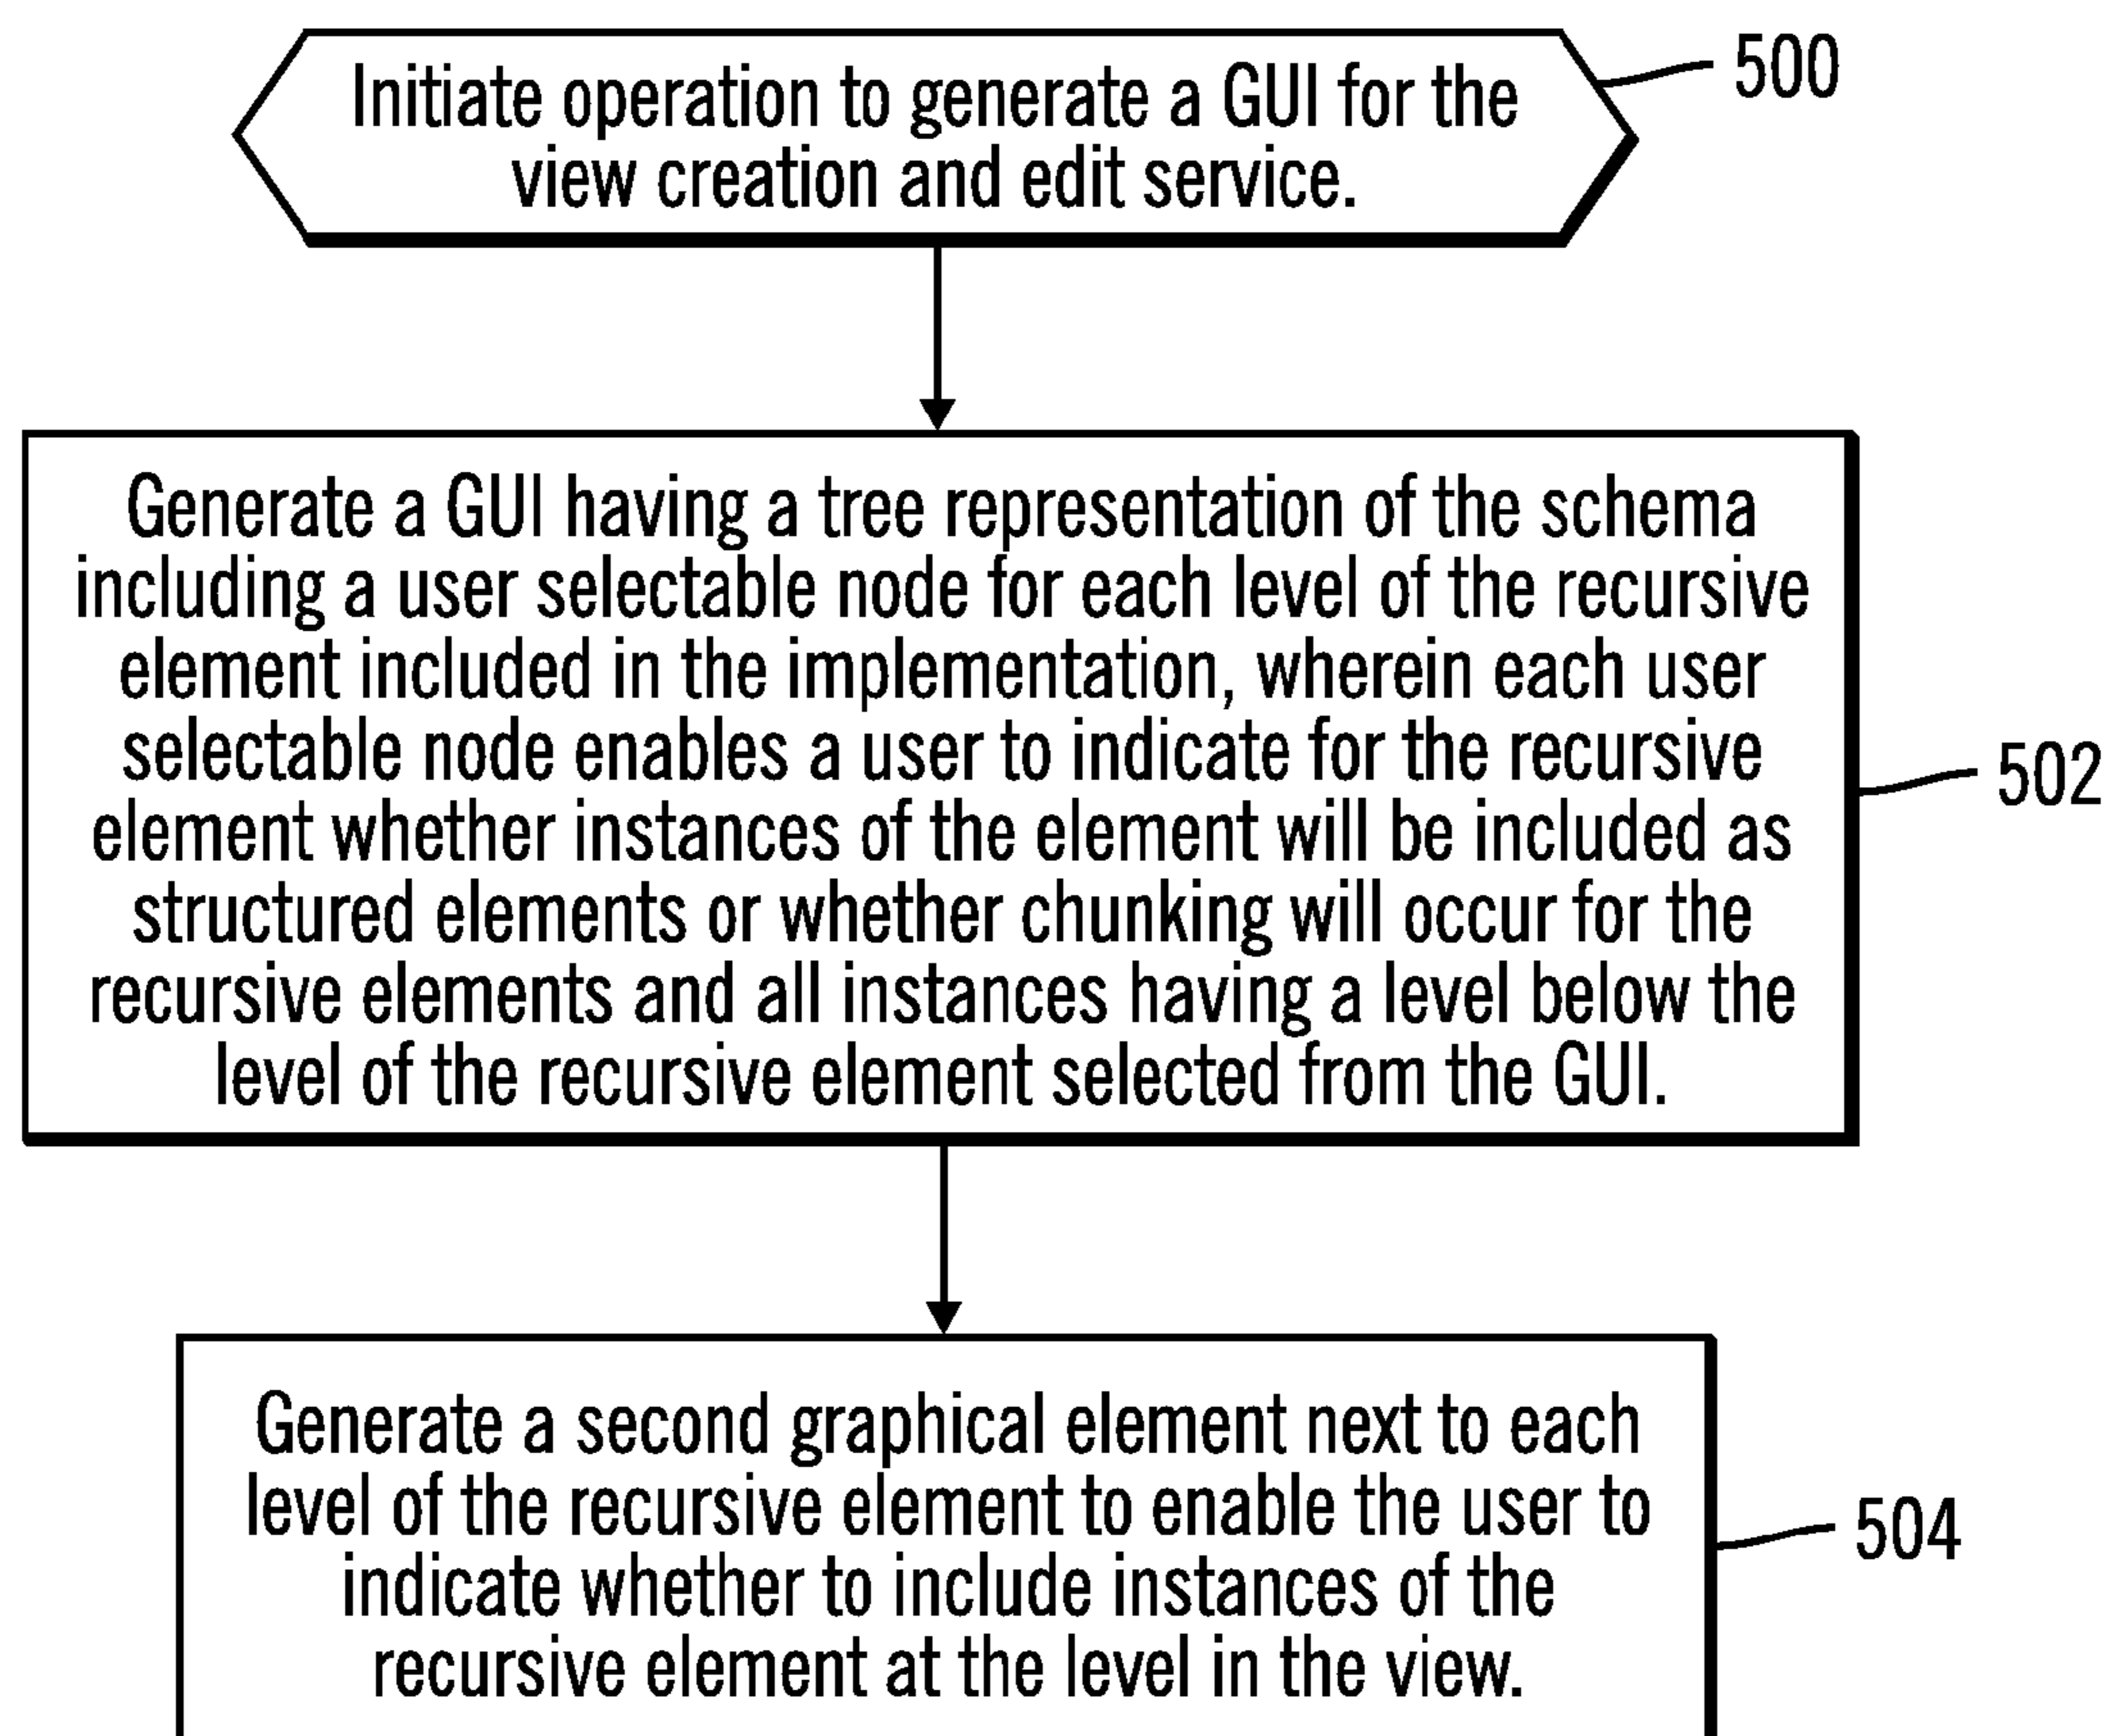 Initiate operation to generate a GUI for the
view creation and edit service.
500
Generate a GUI having a tree representation of the schema
including a user selectable node for each level of the recursive
element included in the implementation, wherein each user
selectable node enables a user to indicate for the recursive
element whether instances of the element will be included as
structured elements or whether chunking will occur for the
recursive elements and all instances having a level below the
level of the recursive element selected from the GUI.
502
Generate a second graphical element next to each
level of the recursive element to enable the user to
indicate whether to include instances of the
recursive element at the level in the view.
504